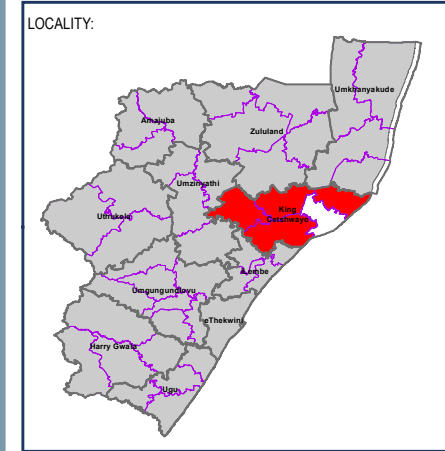 LOCALITY:
Umkhanyakude
Amajuba
Zululand
Umzinyathi
King
Cetshwayo
Uthukela
iLembe
Umgungundlovu
eThekwini
Harry Gwala
Ugu